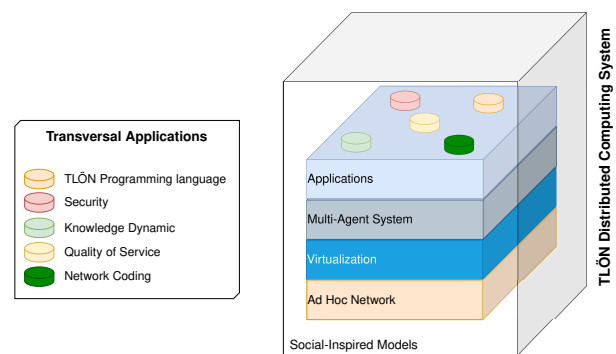 Transversal Applications
TLÖN Programming language
Security
Knowledge Dynamic
Quality of Service
Network Coding
Applications
Multi-Agent System
Virtualization
Ad Hoc Network
Social-Inspired Models
TLÖN Distributed Computing System